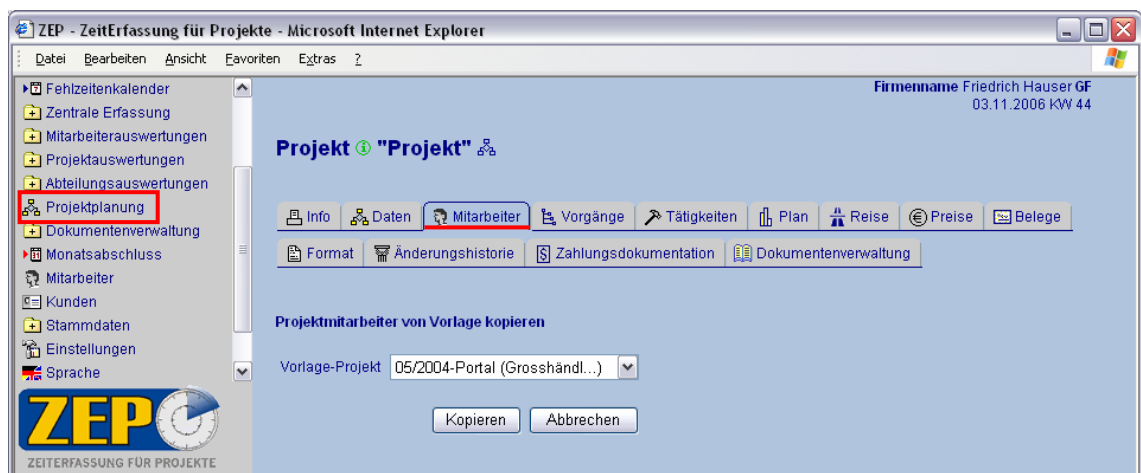 ZEP - ZeitErfassung für Projekte - Microsoft Internet Explorer
Datei Bearbeiten Ansicht Favoriten Extras ?
Fehlzeitenkalender
Zentrale Erfassung
Mitarbeiterauswertungen
Projektauswertungen
Abteilungsauswertungen
Projektplanung
Dokumentenverwaltung
Monatsabschluss
Mitarbeiter
Kunden
Stammdaten
Einstellungen
Sprache
ZEP
ZEITERFASSUNG FÜR PROJEKTE
Firmenname Friedrich Hauser GF
03.11.2006 KW 44
Projekt "Projekt"
Info Daten Mitarbeiter Vorgänge Tätigkeiten Plan Reise Preise Belege
Format Änderungshistorie Zahlungsdokumentation Dokumentenverwaltung
Projektmitarbeiter von Vorlage kopieren
Vorlage-Projekt 05/2004-Portal (Grosshändl...)
Kopieren Abbrechen